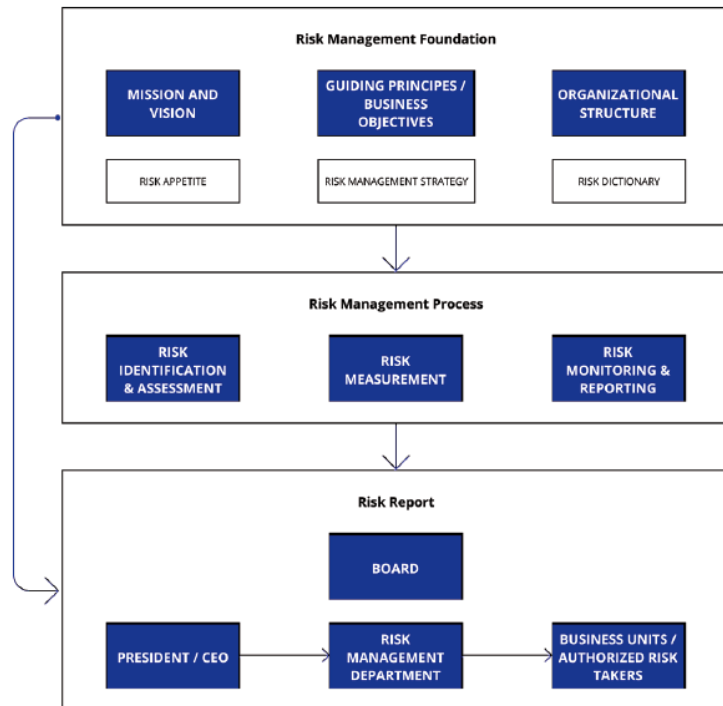 Risk Management Foundation
MISSION AND
VISION
GUIDING PRINCIPES /
BUSINESS
OBJECTIVES
ORGANIZATIONAL
STRUCTURE
RISK APPETITE
RISK MANAGEMENT STRATEGY
RISK DICTIONARY
Risk Management Process
RISK
IDENTIFICATION
& ASSESSMENT
RISK
MEASUREMENT
RISK
MONITORING &
REPORTING
Risk Report
BOARD
PRESIDENT / CEO
RISK
MANAGEMENT
DEPARTMENT
BUSINESS UNITS /
AUTHORIZED RISK
TAKERS